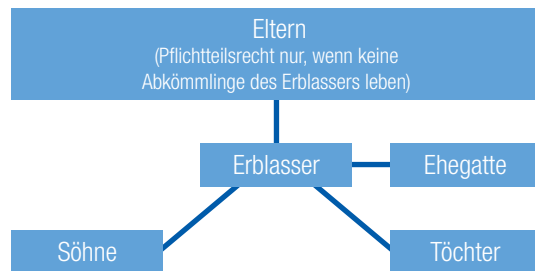 Eltern
(Pflichtteilsrecht nur, wenn keine
Abkömmlinge des Erblassers leben)
Erblasser
Ehegatte
Söhne
Töchter